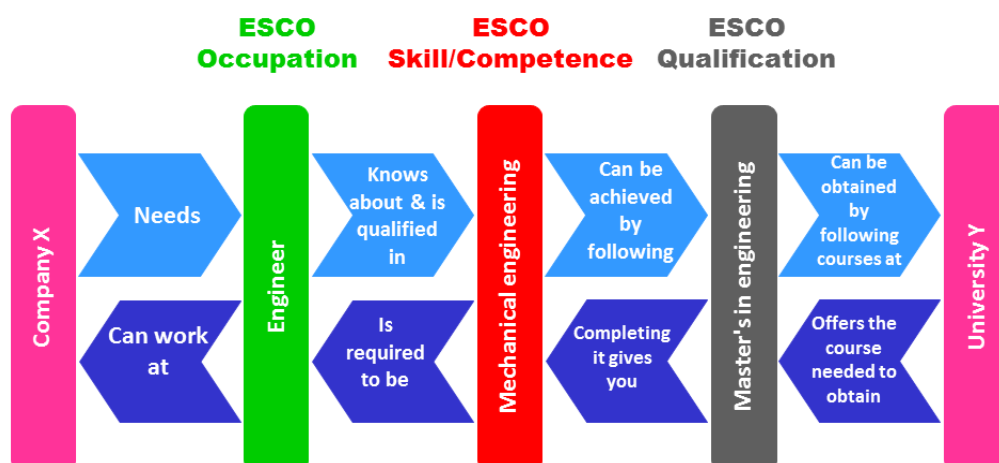 ESCO
Occupation
ESCO
Skill/Competence
ESCO
Qualification
Company X
Needs
Can work
at
Engineer
Knows
about & is
qualified
in
Is
required
to be
Mechanical engineering
Can be
achieved
by
following
Completing
it gives
you
Master's in engineering
Can be
obtained
by
following
courses at
Offers the
course
needed to
obtain
University Y